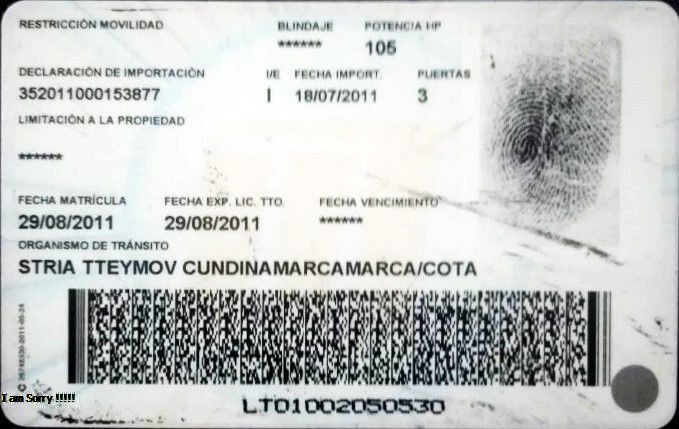 RESTRICCIÓN MOVILIDAD BLINDAJE POTENCIA HP
****** 105
DECLARACIÓN DE IMPORTACIÓN I/E FECHA IMPORT. PUERTAS
352011000153877 I 18/07/2011 3
LIMITACIÓN A LA PROPIEDAD
******
FECHA MATRÍCULA FECHA EXP. LIC. TTO. FECHA VENCIMIENTO
29/08/2011 29/08/2011 ******
ORGANISMO DE TRÁNSITO
STRIA TTEYMOV CUNDINAMARCAMARCA/COTA
I am Sorry !!!!!
LT01002050530